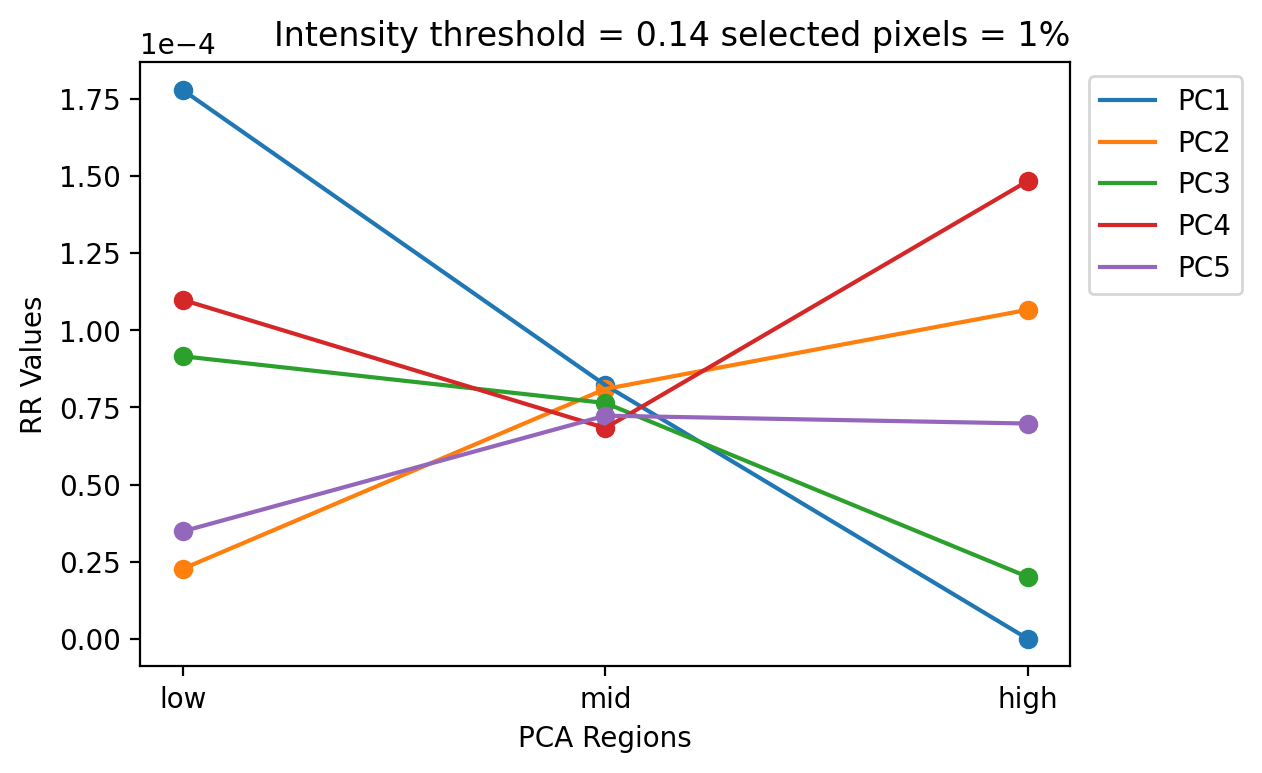 Intensity threshold = 0.14 selected pixels = 1%
1e−4
1.75
1.50
1.25
1.00
0.75
0.50
0.25
0.00
RR Values
low mid high
PCA Regions
PC1
PC2
PC3
PC4
PC5